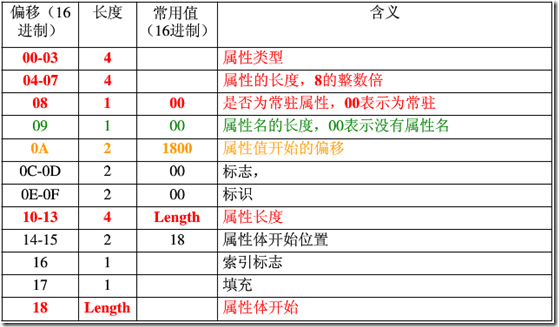 偏移（16进制） 长度 常用值（16进制） 含义
00-03 4 属性类型
04-07 4 属性的长度，8的整数倍
08 1 00 是否为常驻属性，00表示为常驻
09 1 00 属性名的长度，00表示没有属性名
0A 2 1800 属性值开始的偏移
0C-0D 2 00 标志，
0E-0F 2 00 标识
10-13 4 Length 属性长度
14-15 2 18 属性体开始位置
16 1 索引标志
17 1 填充
18 Length 属性体开始